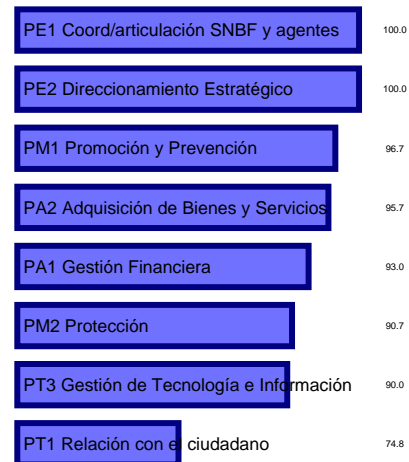 PE1 Coord/articulación SNBF y agentes 100.0
PE2 Direccionamiento Estratégico 100.0
PM1 Promoción y Prevención 96.7
PA2 Adquisición de Bienes y Servicios 95.7
PA1 Gestión Financiera 93.0
PM2 Protección 90.7
PT3 Gestión de Tecnología e Información 90.0
PT1 Relación con el ciudadano 74.8